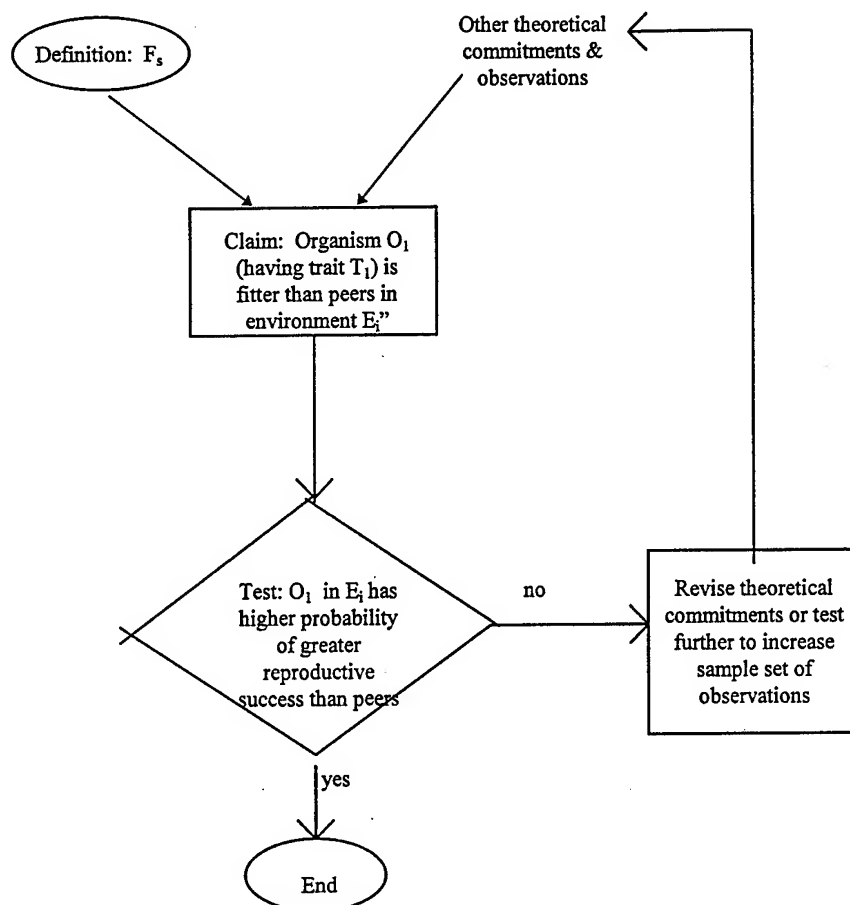 Definition: Fₛ
Other theoretical
commitments &
observations
Claim: Organism O₁
(having trait T₁) is
fitter than peers in
environment Eᵢ”
Test: O₁ in Eᵢ has
higher probability
of greater
reproductive
success than peers
no
Revise theoretical
commitments or test
further to increase
sample set of
observations
yes
End